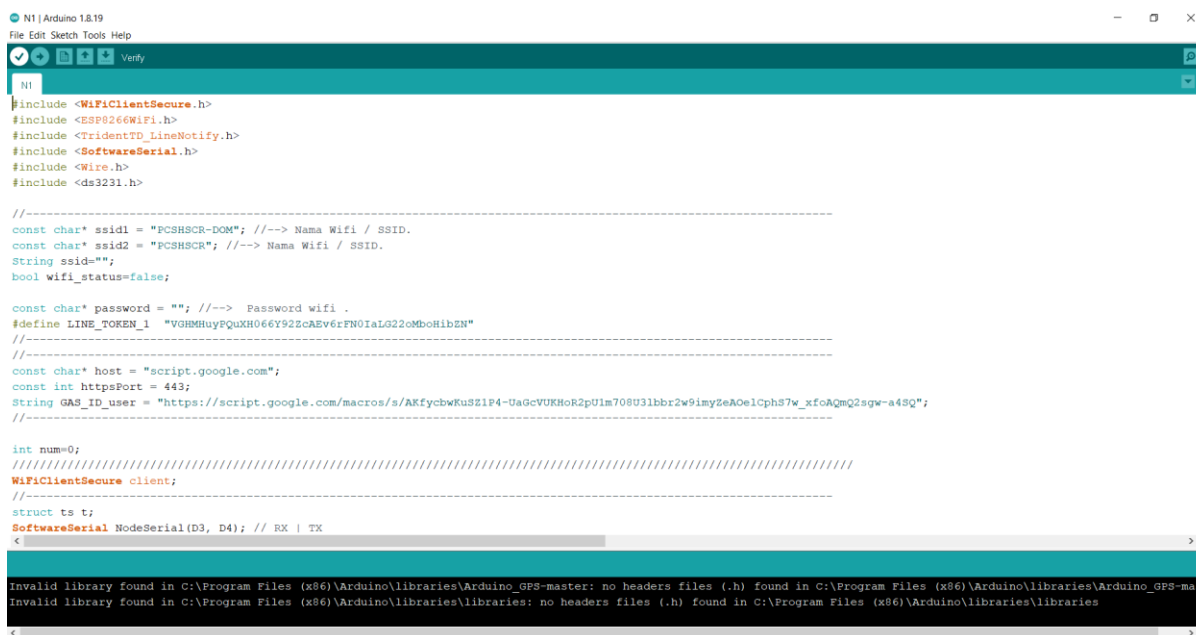 N1 | Arduino 1.8.19
File Edit Sketch Tools Help
Verify
N1
#include <WiFiClientSecure.h>
#include <ESP8266WiFi.h>
#include <TridentTD_LineNotify.h>
#include <SoftwareSerial.h>
#include <Wire.h>
#include <ds3231.h>
//----------------------------------------------------------------------------------------------------------------------
const char* ssid1 = "PCSHSCR-DOM"; //--> Nama Wifi / SSID.
const char* ssid2 = "PCSHSCR"; //--> Nama Wifi / SSID.
String ssid="";
bool wifi_status=false;
const char* password = ""; //-->  Password wifi .
#define LINE_TOKEN_1  "VGHMHuyPQuXH066Y92ZcAEv6rFN0IaLG22oMboHibZN"
//----------------------------------------------------------------------------------------------------------------------
//----------------------------------------------------------------------------------------------------------------------
const char* host = "script.google.com";
const int httpsPort = 443;
String GAS_ID_user = "https://script.google.com/macros/s/AKfycbwKuSZ1P4-UaGcVUKHoR2pU1m708U3lbbr2w9imyZeAOelCphS7w_xfoAQmQ2sgw-a4SQ";
//----------------------------------------------------------------------------------------------------------------------
int num=0;
//////////////////////////////////////////////////////////////////////////////////////////////////////////////////////////
WiFiClientSecure client;
//----------------------------------------------------------------------------------------------------------------------
struct ts t;
SoftwareSerial NodeSerial(D3, D4); // RX | TX
Invalid library found in C:\Program Files (x86)\Arduino\libraries\Arduino_GPS-master: no headers files (.h) found in C:\Program Files (x86)\Arduino\libraries\Arduino_GPS-ma
Invalid library found in C:\Program Files (x86)\Arduino\libraries\libraries: no headers files (.h) found in C:\Program Files (x86)\Arduino\libraries\libraries